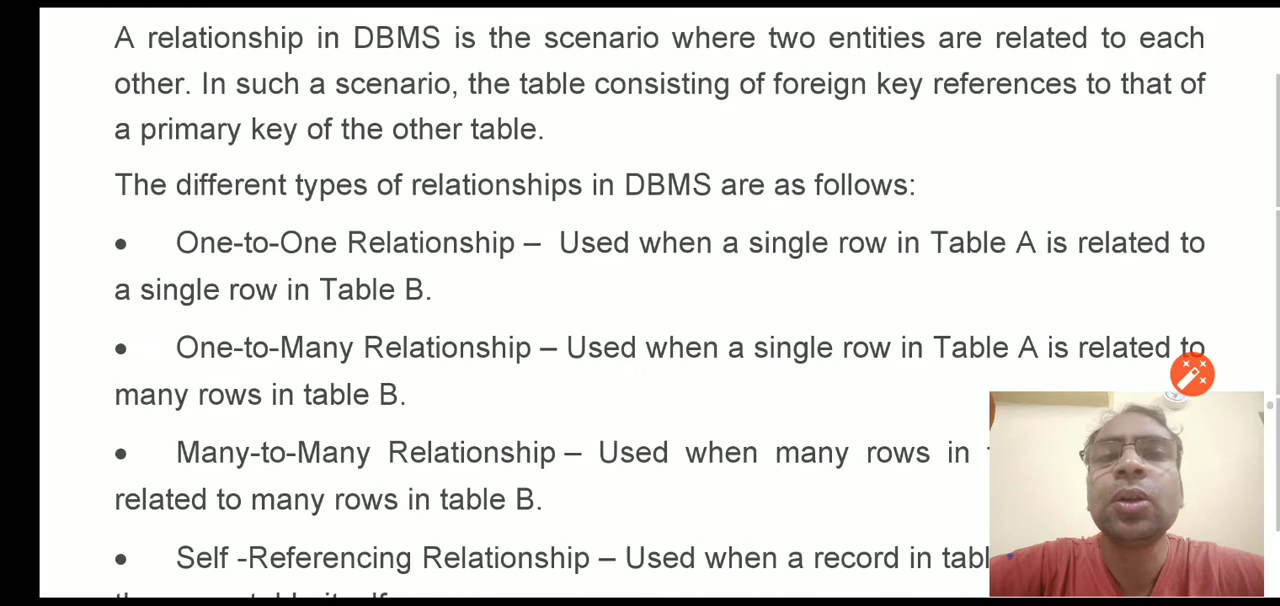 A relationship in DBMS is the scenario where two entities are related to each
other. In such a scenario, the table consisting of foreign key references to that of
a primary key of the other table.
The different types of relationships in DBMS are as follows:
• One-to-One Relationship – Used when a single row in Table A is related to
a single row in Table B.
• One-to-Many Relationship – Used when a single row in Table A is related to
many rows in table B.
• Many-to-Many Relationship – Used when many rows in
related to many rows in table B.
• Self -Referencing Relationship – Used when a record in